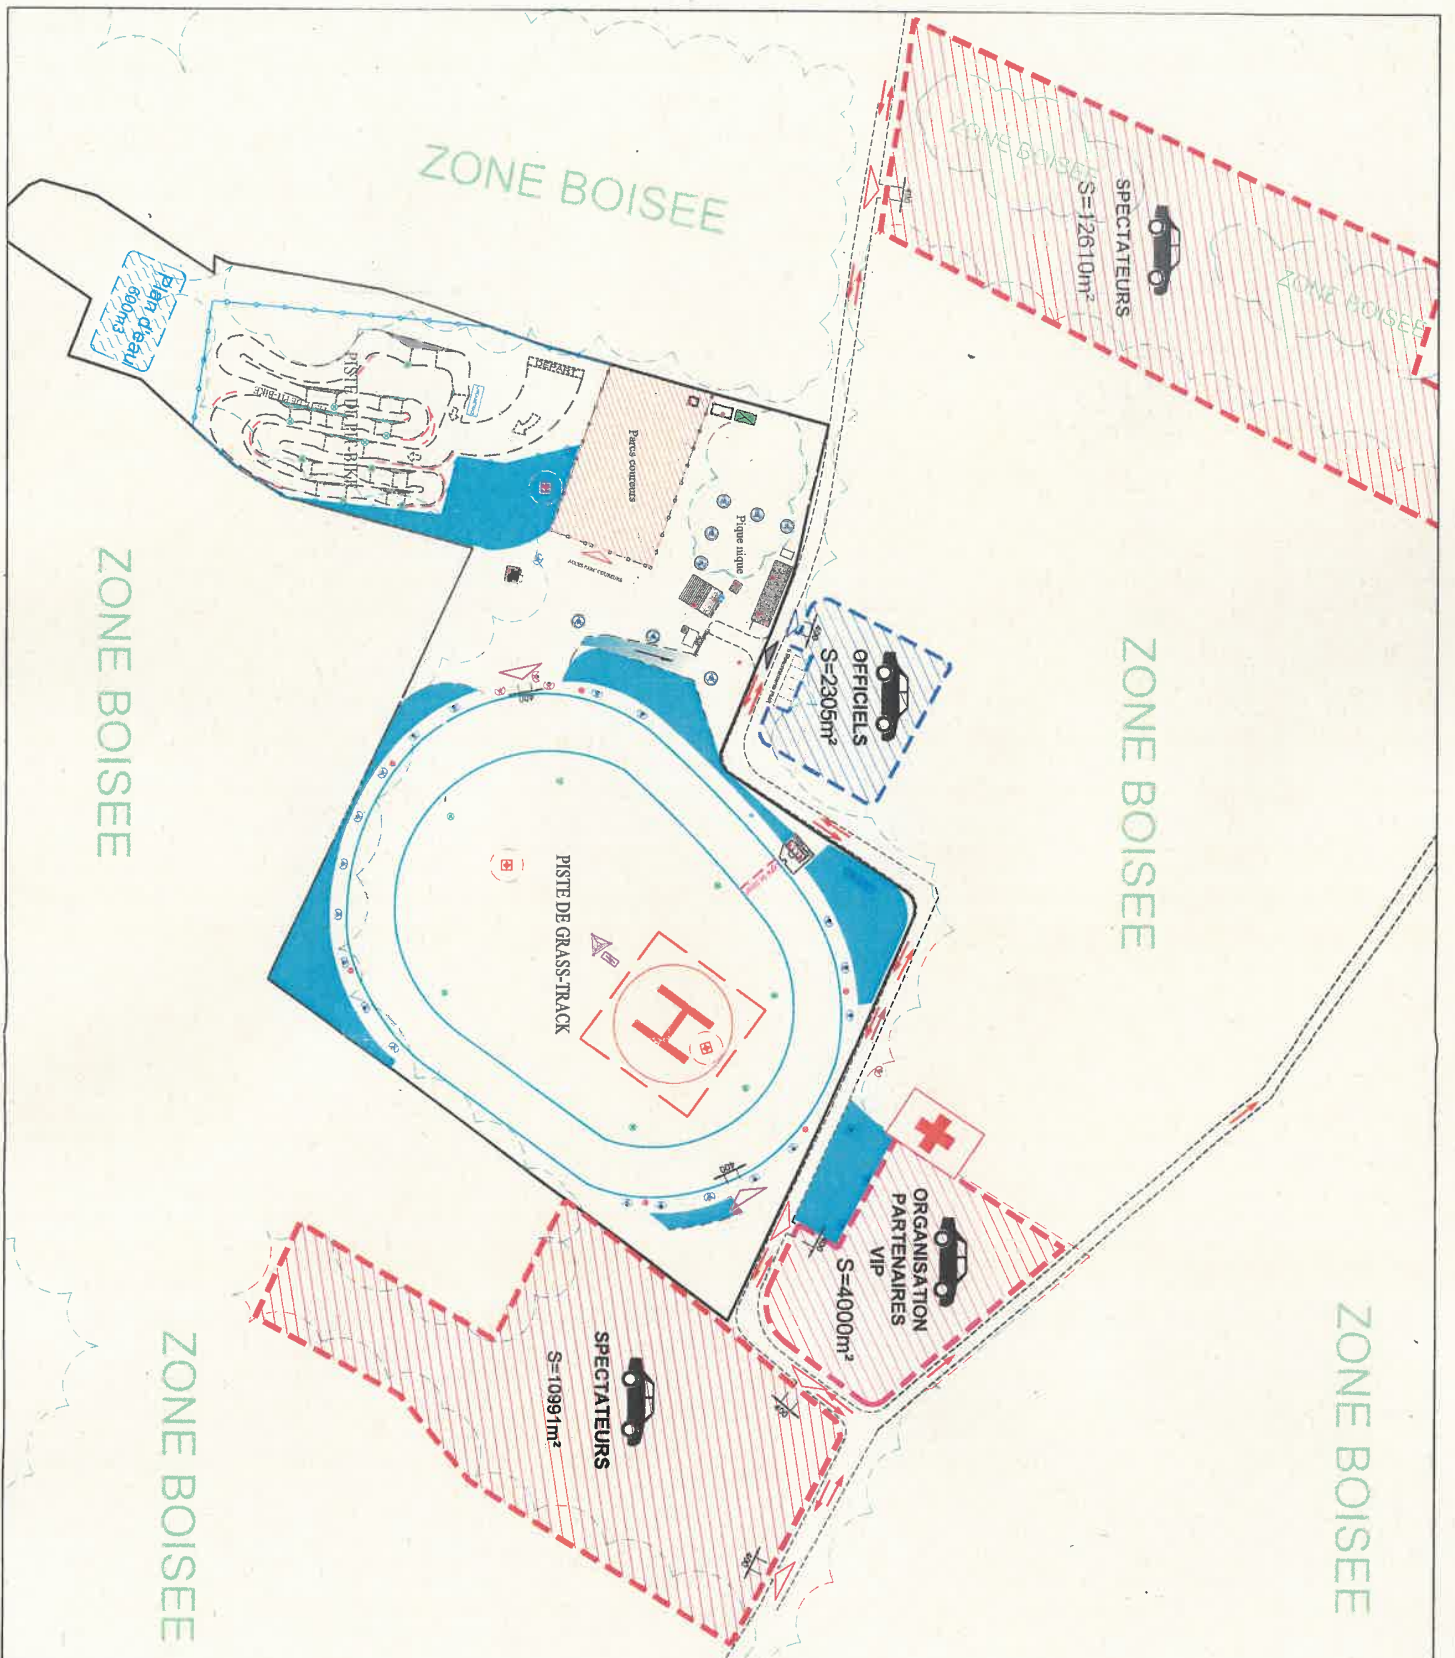 ZONE BOISEE
ZONE BOISEE
ZONE BOISEE
SPECTATEURS
S=12610m²
Plan d'eau
600m3
PISTE DE PIT-BIKE
DEPART
Parcs coureurs
Pique nique
OFFICIELS
S=2305m²
ZONE BOISEE
ZONE BOISEE
PISTE DE GRASS-TRACK
H
ORGANISATION
PARTENAIRES
VIP
S=4000m²
SPECTATEURS
S=10991m²
ZONE BOISEE
ZONE BOISEE